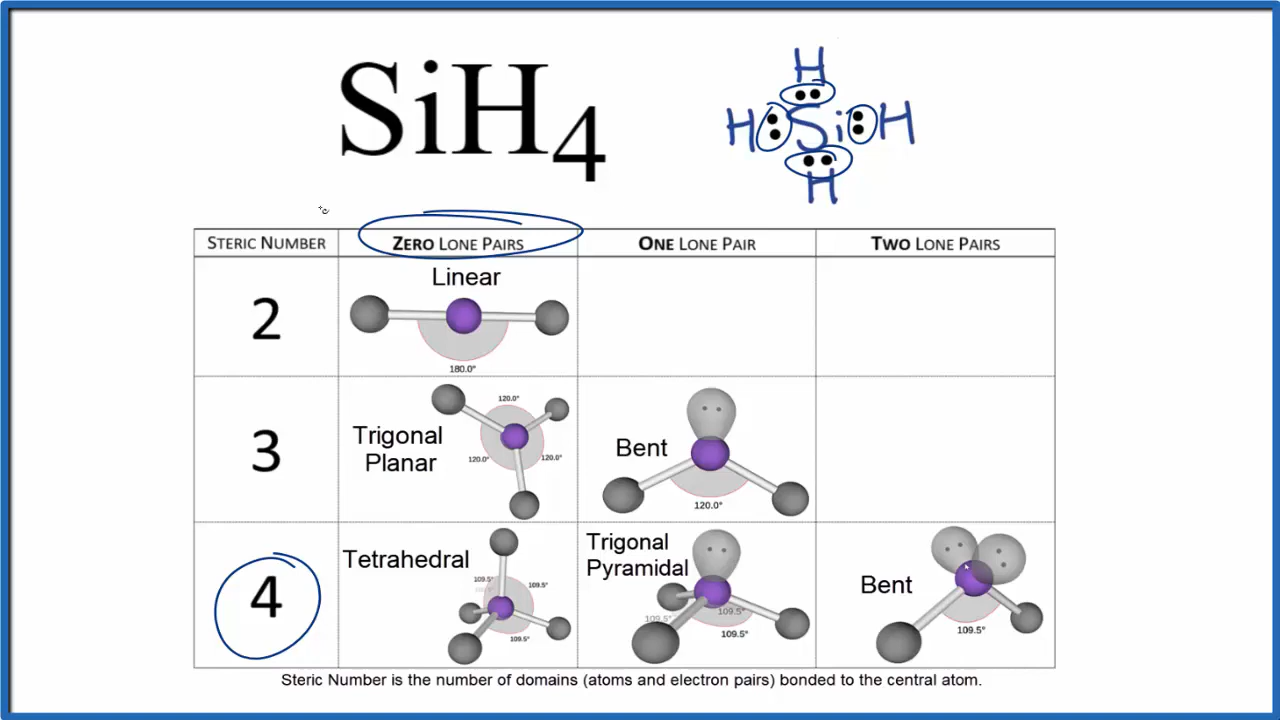 SiH4
H
H Si H
H
STERIC NUMBER ZERO LONE PAIRS ONE LONE PAIR TWO LONE PAIRS
2
Linear
180.0°
3
Trigonal
Planar
120.0°
120.0°
120.0°
Bent
120.0°
4
Tetrahedral
109.5°
109.5°
109.5°
Trigonal
Pyramidal
109.5°
109.5°
109.5°
Bent
109.5°
Steric Number is the number of domains (atoms and electron pairs) bonded to the central atom.